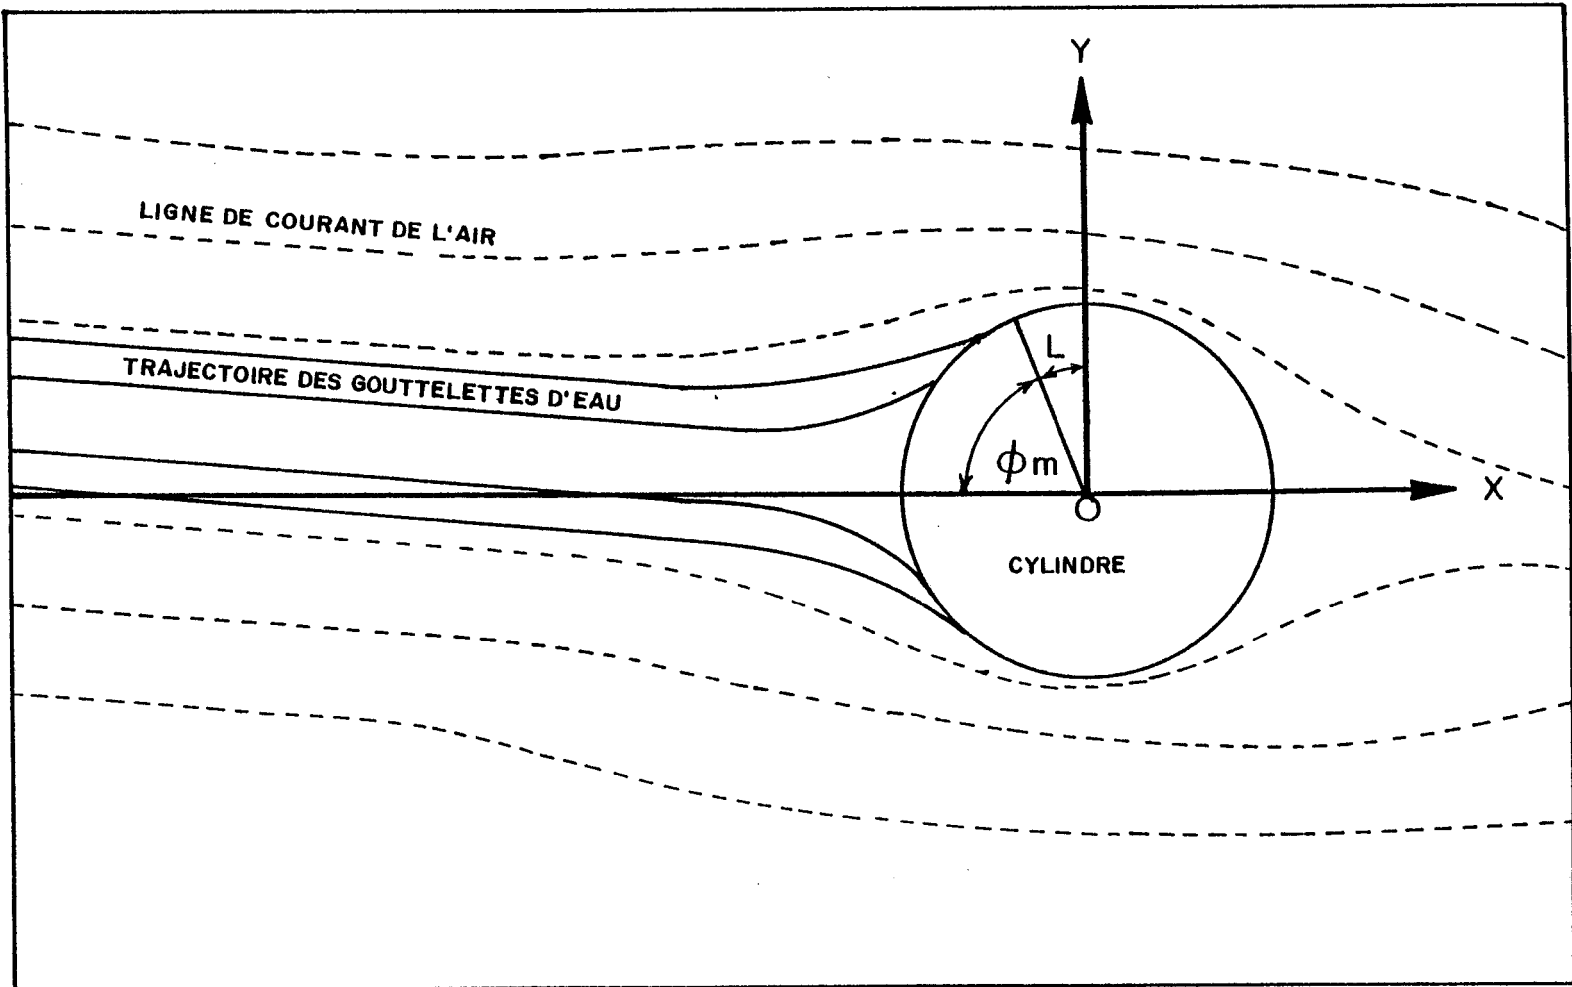 Y
LIGNE DE COURANT DE L'AIR
L
TRAJECTOIRE DES GOUTTELETTES D'EAU
ϕm
X
O
CYLINDRE